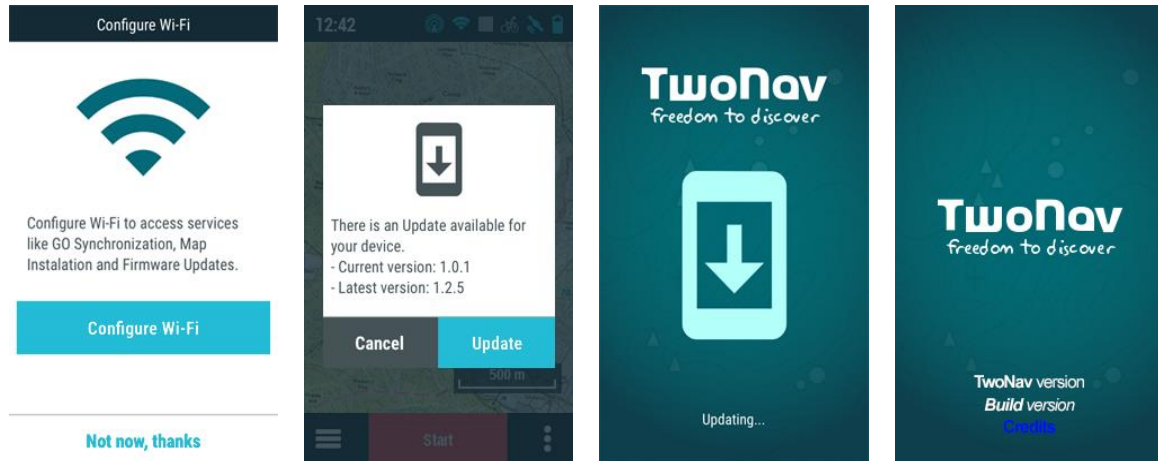 Configure Wi-Fi
Configure Wi-Fi to access services
like GO Synchronization, Map
Instalation and Firmware Updates.
Configure Wi-Fi
Not now, thanks
12:42
There is an Update available for
your device.
- Current version: 1.0.1
- Latest version: 1.2.5
Cancel
Update
500 m
Start
TwoNav
freedom to discover
Updating...
TwoNav
freedom to discover
TwoNav version
Build version
Credits